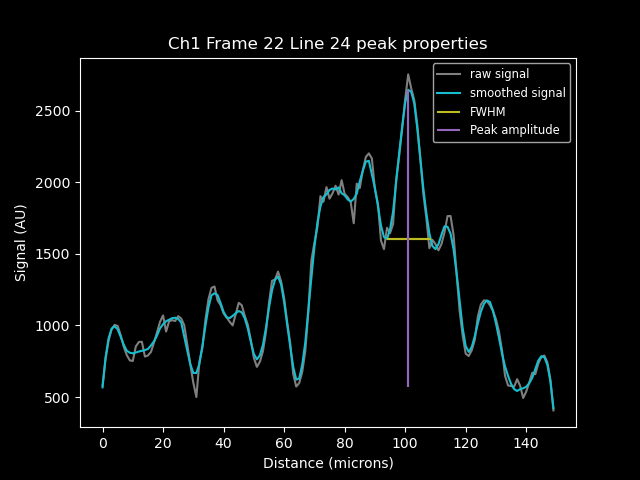 Ch1 Frame 22 Line 24 peak properties
raw signal
smoothed signal
FWHM
Peak amplitude
Signal (AU)
2500
2000
1500
1000
500
0 20 40 60 80 100 120 140
Distance (microns)